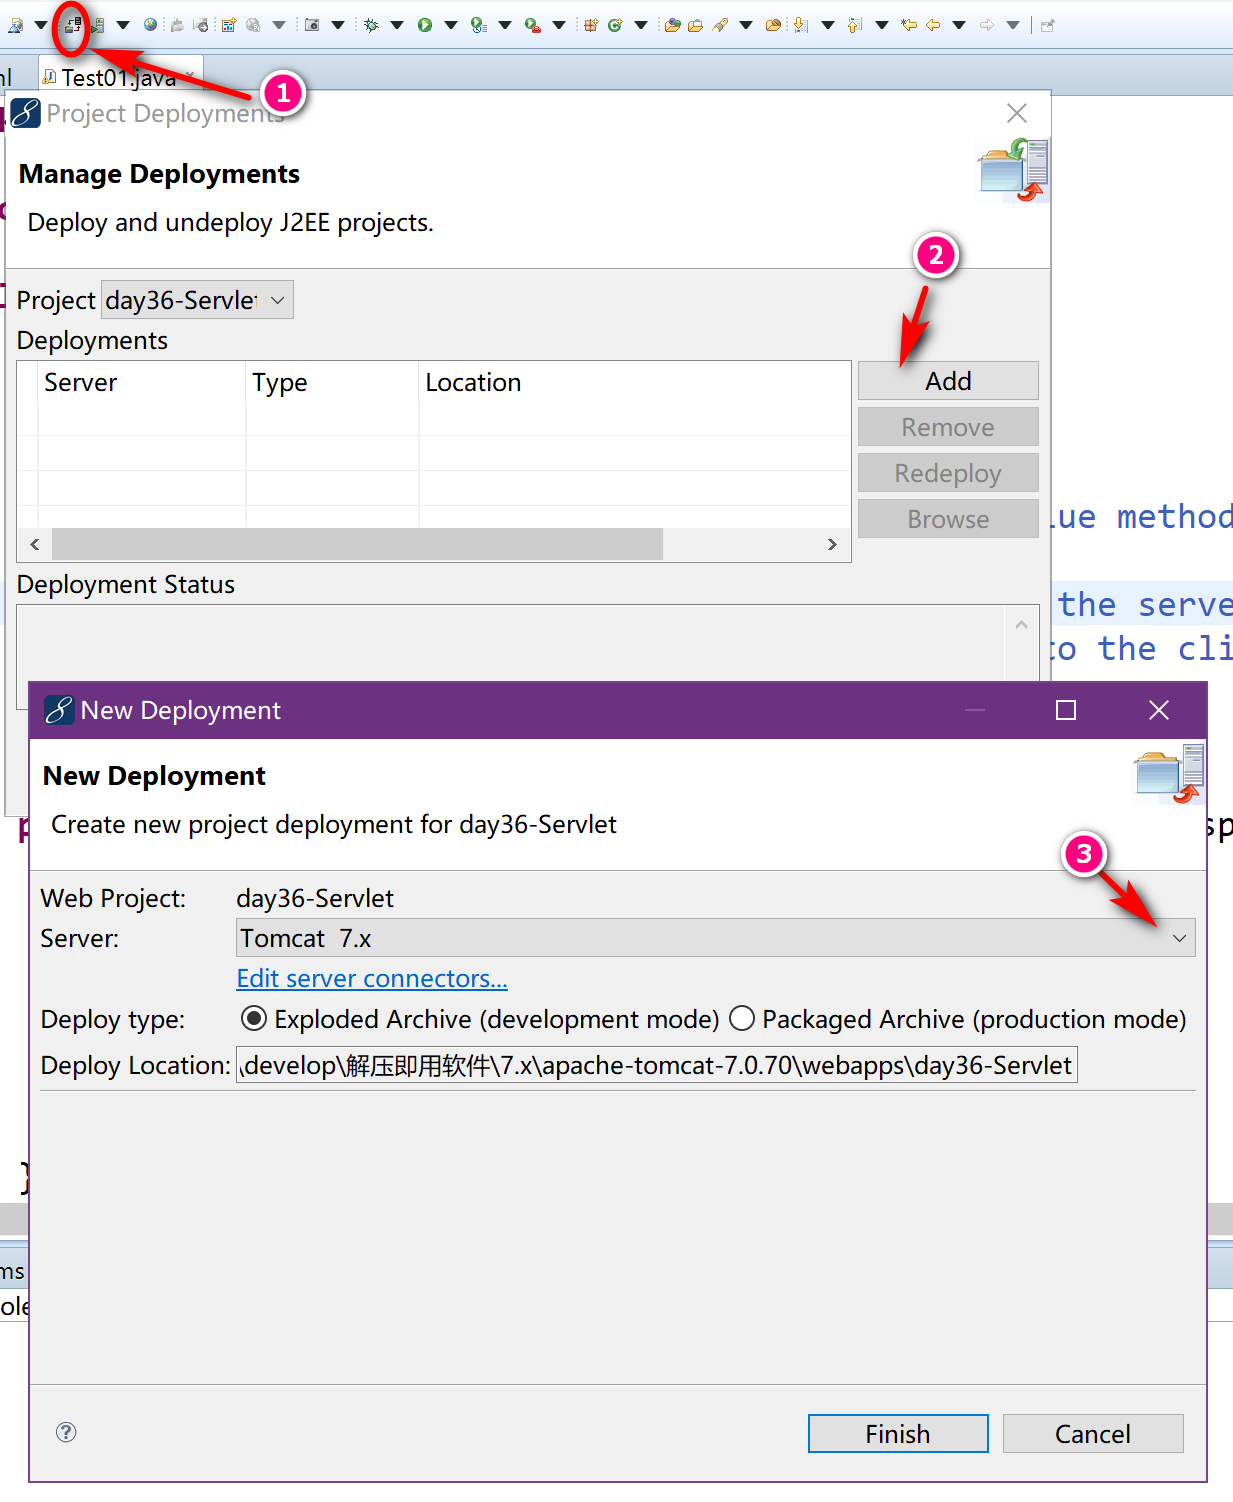 Test01.java
1
Project Deployments
Manage Deployments
Deploy and undeploy J2EE projects.
2
Project day36-Servlet
Deployments
Server Type Location
Add
Remove
Redeploy
Browse
lue method
Deployment Status
the serve
to the cli
New Deployment
New Deployment
Create new project deployment for day36-Servlet
sp
3
Web Project: day36-Servlet
Server: Tomcat 7.x
Edit server connectors...
Deploy type: Exploded Archive (development mode) Packaged Archive (production mode)
Deploy Location: \develop\解压即用软件\7.x\apache-tomcat-7.0.70\webapps\day36-Servlet
}
ms
ole
? Finish Cancel